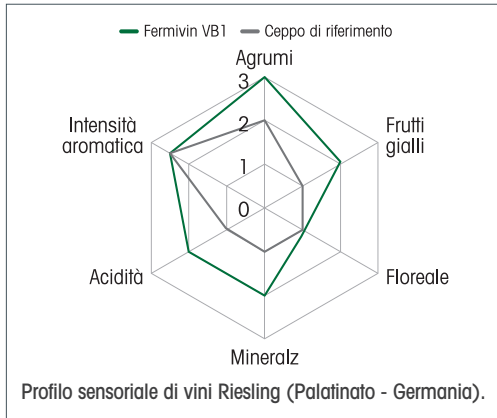 Fermivin VB1 Ceppo di riferimento
Agrumi
3
2
1
0
Frutti
gialli
Floreale
Mineralz
Acidità
Intensità
aromatica
Profilo sensoriale di vini Riesling (Palatinato - Germania).